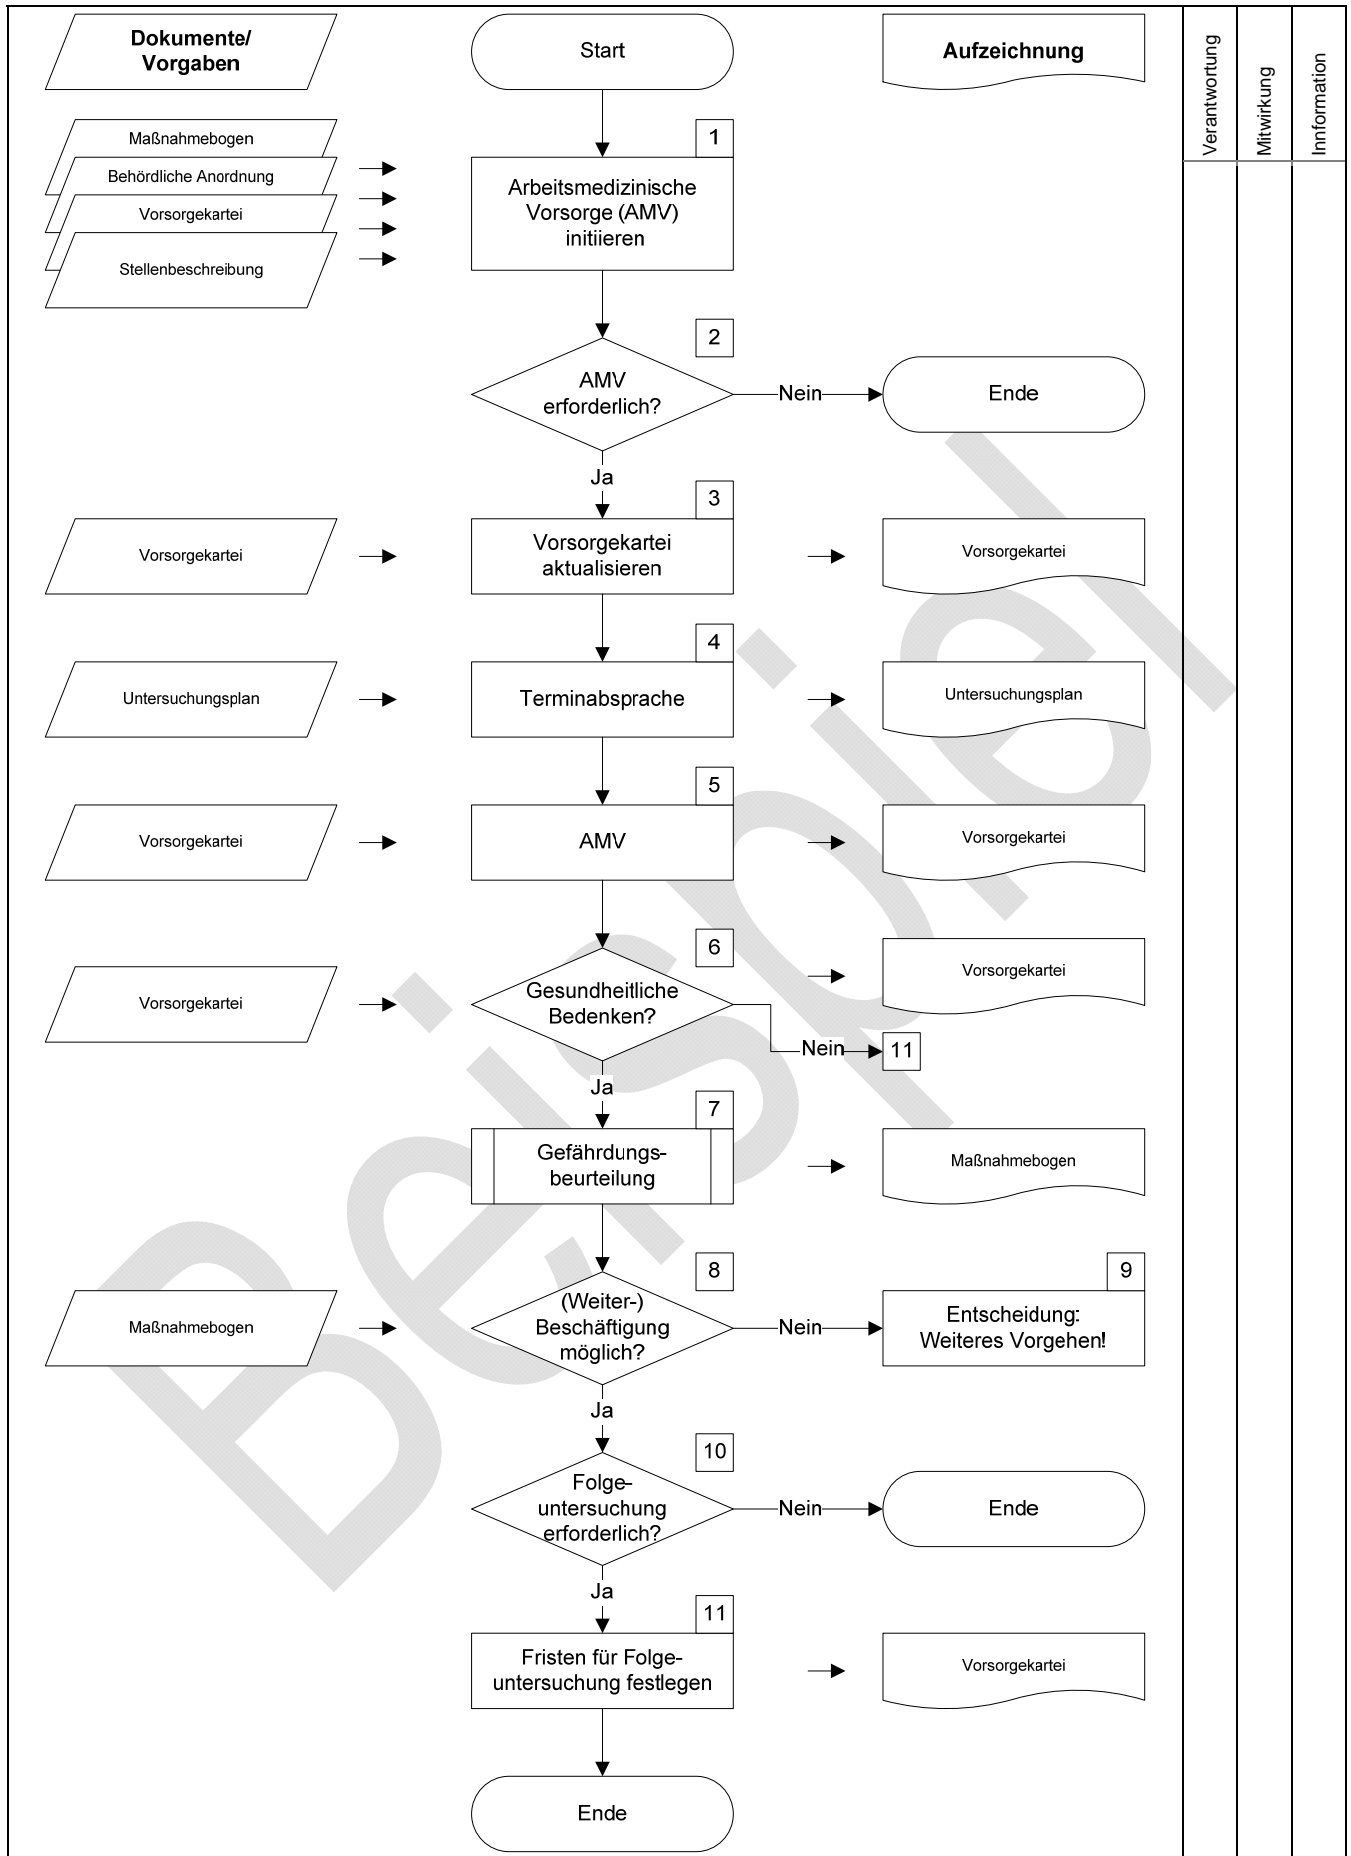 Dokumente/
Vorgaben
Start
Aufzeichnung
Verantwortung
Mitwirkung
Innformation
Maßnahmebogen
Behördliche Anordnung
Vorsorgekartei
Stellenbeschreibung
1
Arbeitsmedizinische
Vorsorge (AMV)
initiieren
2
AMV
erforderlich?
Nein
Ende
Ja
3
Vorsorgekartei
Vorsorgekartei
aktualisieren
Vorsorgekartei
4
Untersuchungsplan
Terminabsprache
Untersuchungsplan
5
Vorsorgekartei
AMV
Vorsorgekartei
6
Vorsorgekartei
Gesundheitliche
Bedenken?
Vorsorgekartei
Nein
11
Ja
7
Gefährdungs-
beurteilung
Maßnahmebogen
8
Maßnahmebogen
(Weiter-)
Beschäftigung
möglich?
Nein
9
Entscheidung:
Weiteres Vorgehen!
Ja
10
Folge-
untersuchung
erforderlich?
Nein
Ende
Ja
11
Fristen für Folge-
untersuchung festlegen
Vorsorgekartei
Ende
Beispiel